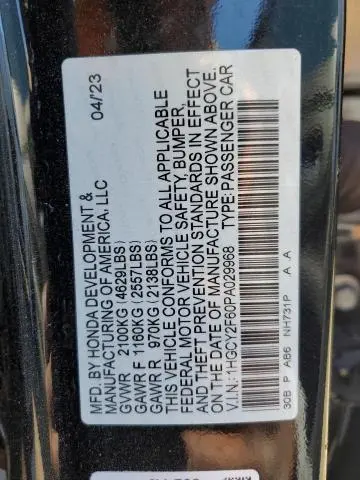 MFD. BY HONDA DEVELOPMENT &
MANUFACTURING OF AMERICA, LLC 04/'23
GVWR 2100KG (4629LBS)
GAWR F 1160KG (2557LBS)
GAWR R 970KG (2138LBS)
THIS VEHICLE CONFORMS TO ALL APPLICABLE
FEDERAL MOTOR VEHICLE SAFETY, BUMPER,
AND THEFT PREVENTION STANDARDS IN EFFECT
ON THE DATE OF MANUFACTURE SHOWN ABOVE.
V.I.N.:1HGCY2F60PA029968 TYPE:PASSENGER CAR
30B P AB6 NH731P A A